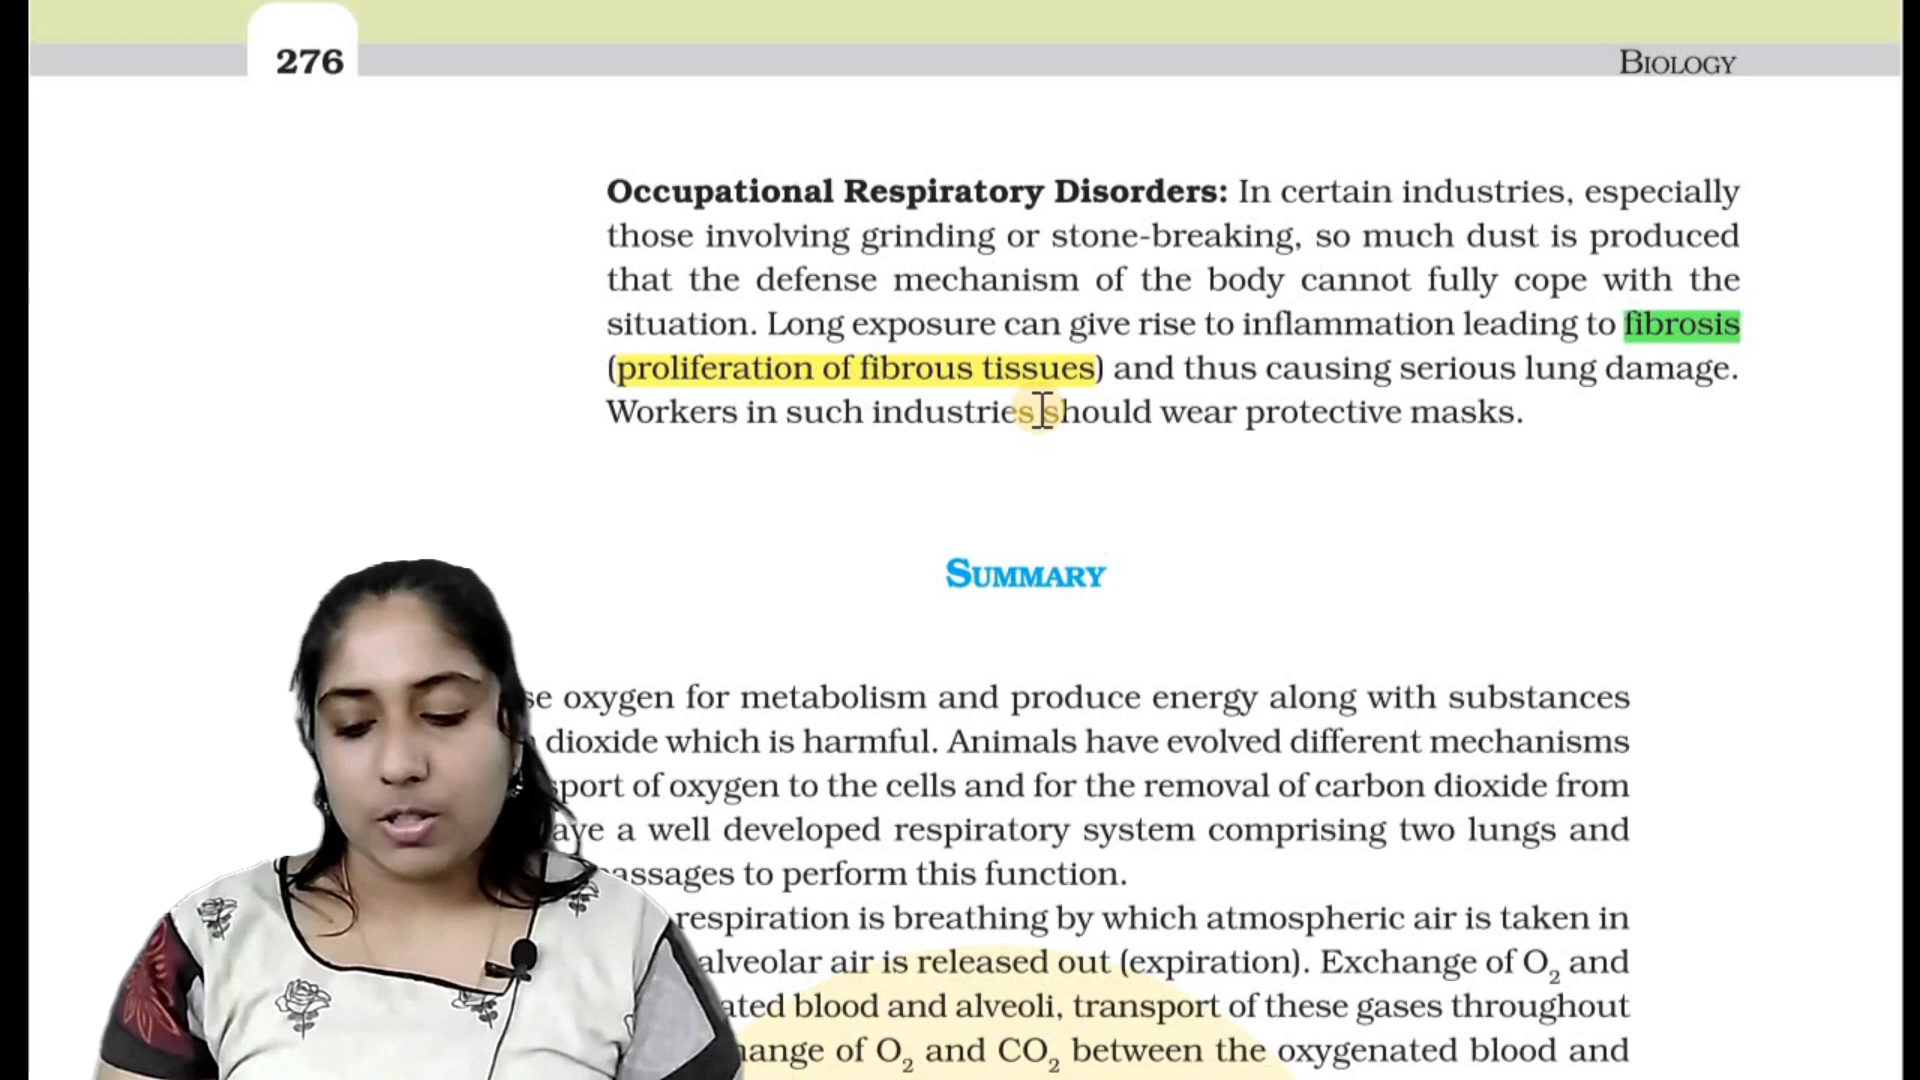 276
BIOLOGY
Occupational Respiratory Disorders: In certain industries, especially
those involving grinding or stone-breaking, so much dust is produced
that the defense mechanism of the body cannot fully cope with the
situation. Long exposure can give rise to inflammation leading to fibrosis
(proliferation of fibrous tissues) and thus causing serious lung damage.
Workers in such industries should wear protective masks.
SUMMARY
oxygen for metabolism and produce energy along with substances
dioxide which is harmful. Animals have evolved different mechanisms
of oxygen to the cells and for the removal of carbon dioxide from
a well developed respiratory system comprising two lungs and
to perform this function.
respiration is breathing by which atmospheric air is taken in
alveolar air is released out (expiration). Exchange of O₂ and
blood and alveoli, transport of these gases throughout
of O₂ and CO₂ between the oxygenated blood and